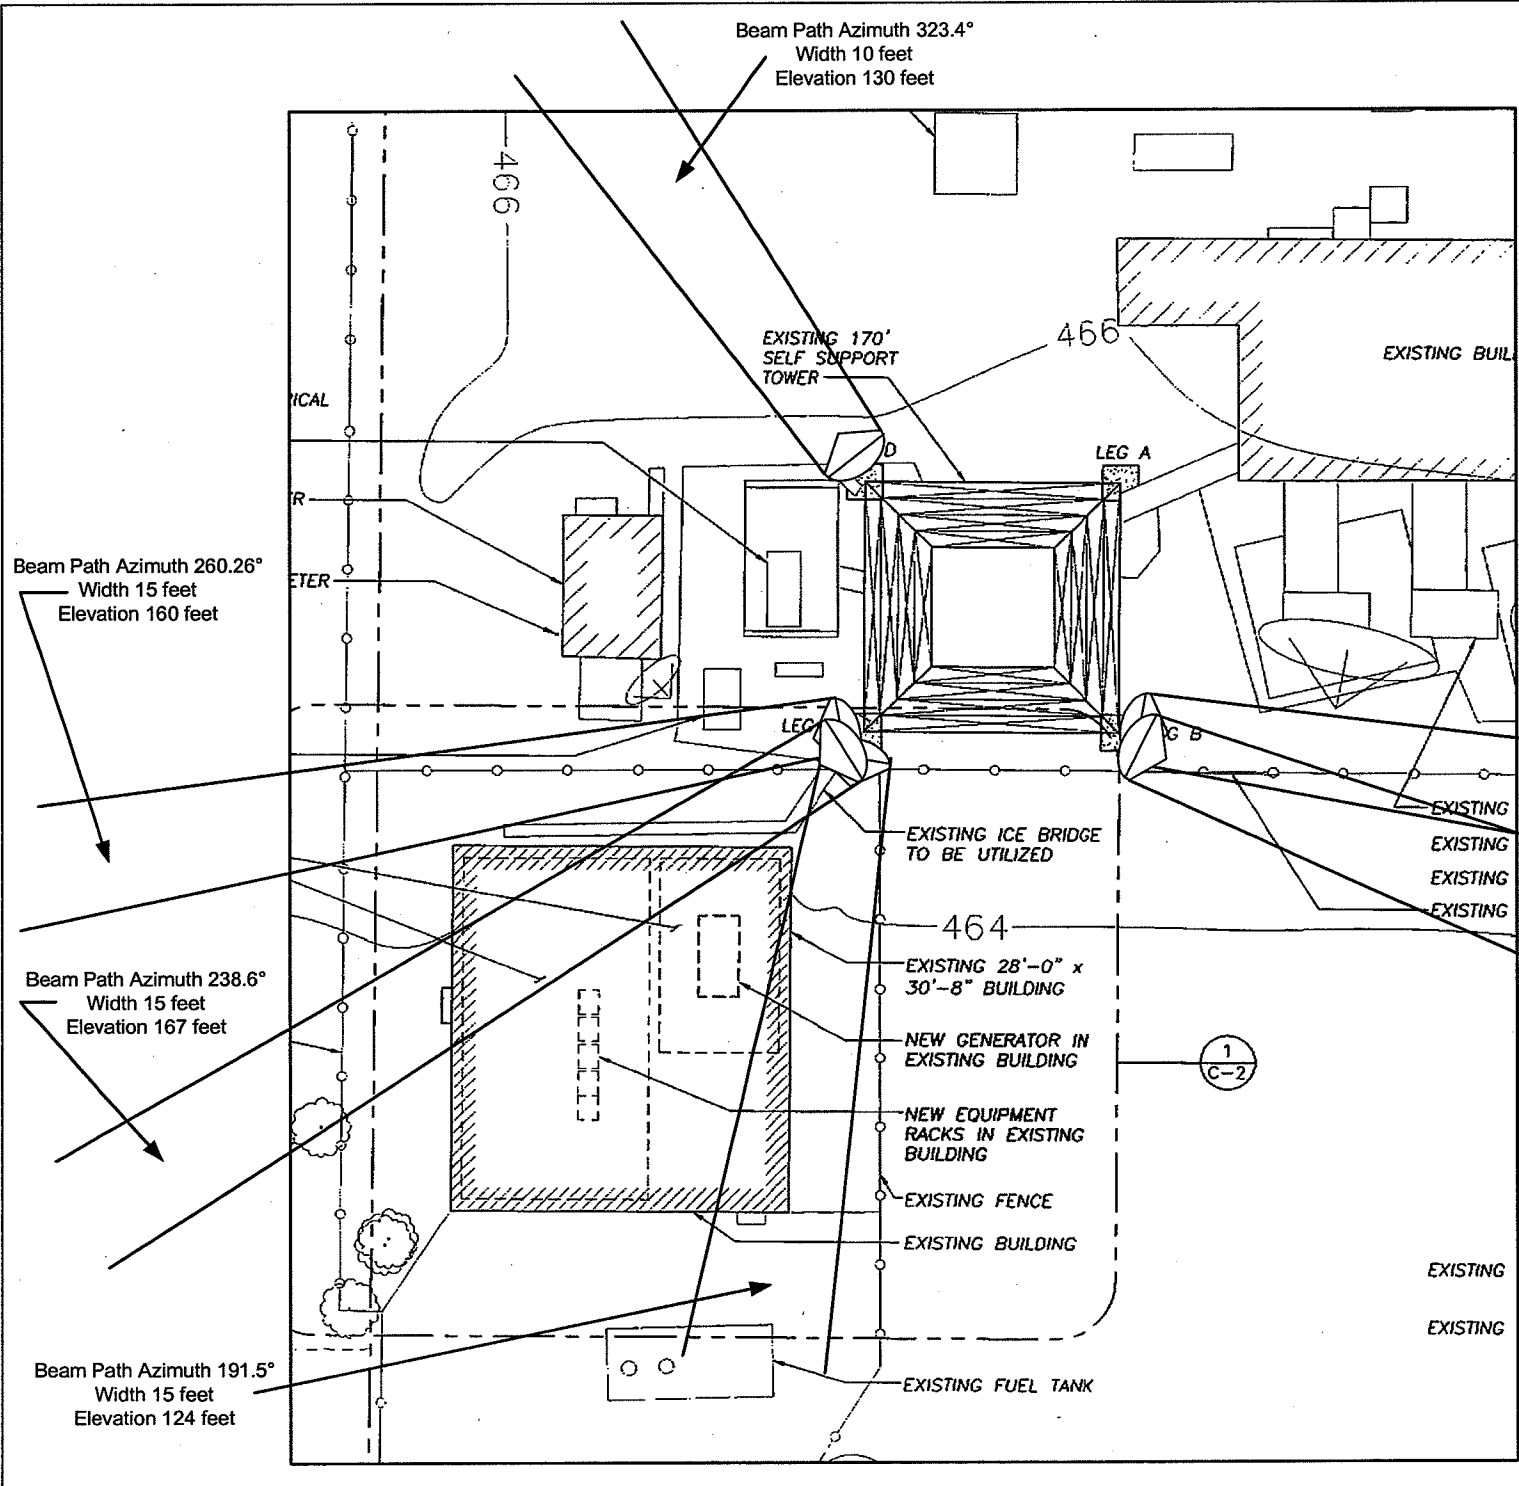 Beam Path Azimuth 323.4°
Width 10 feet
Elevation 130 feet
466
EXISTING 170'
SELF SUPPORT
TOWER
466
EXISTING BUIL
ICAL
D
LEG A
ER
ETER
Beam Path Azimuth 260.26°
Width 15 feet
Elevation 160 feet
LEG
G B
EXISTING
EXISTING
EXISTING
EXISTING
EXISTING ICE BRIDGE
TO BE UTILIZED
464
EXISTING 28'-0" x
30'-8" BUILDING
Beam Path Azimuth 238.6°
Width 15 feet
Elevation 167 feet
NEW GENERATOR IN
EXISTING BUILDING
1
C-2
NEW EQUIPMENT
RACKS IN EXISTING
BUILDING
EXISTING FENCE
EXISTING BUILDING
EXISTING
EXISTING
Beam Path Azimuth 191.5°
Width 15 feet
Elevation 124 feet
EXISTING FUEL TANK